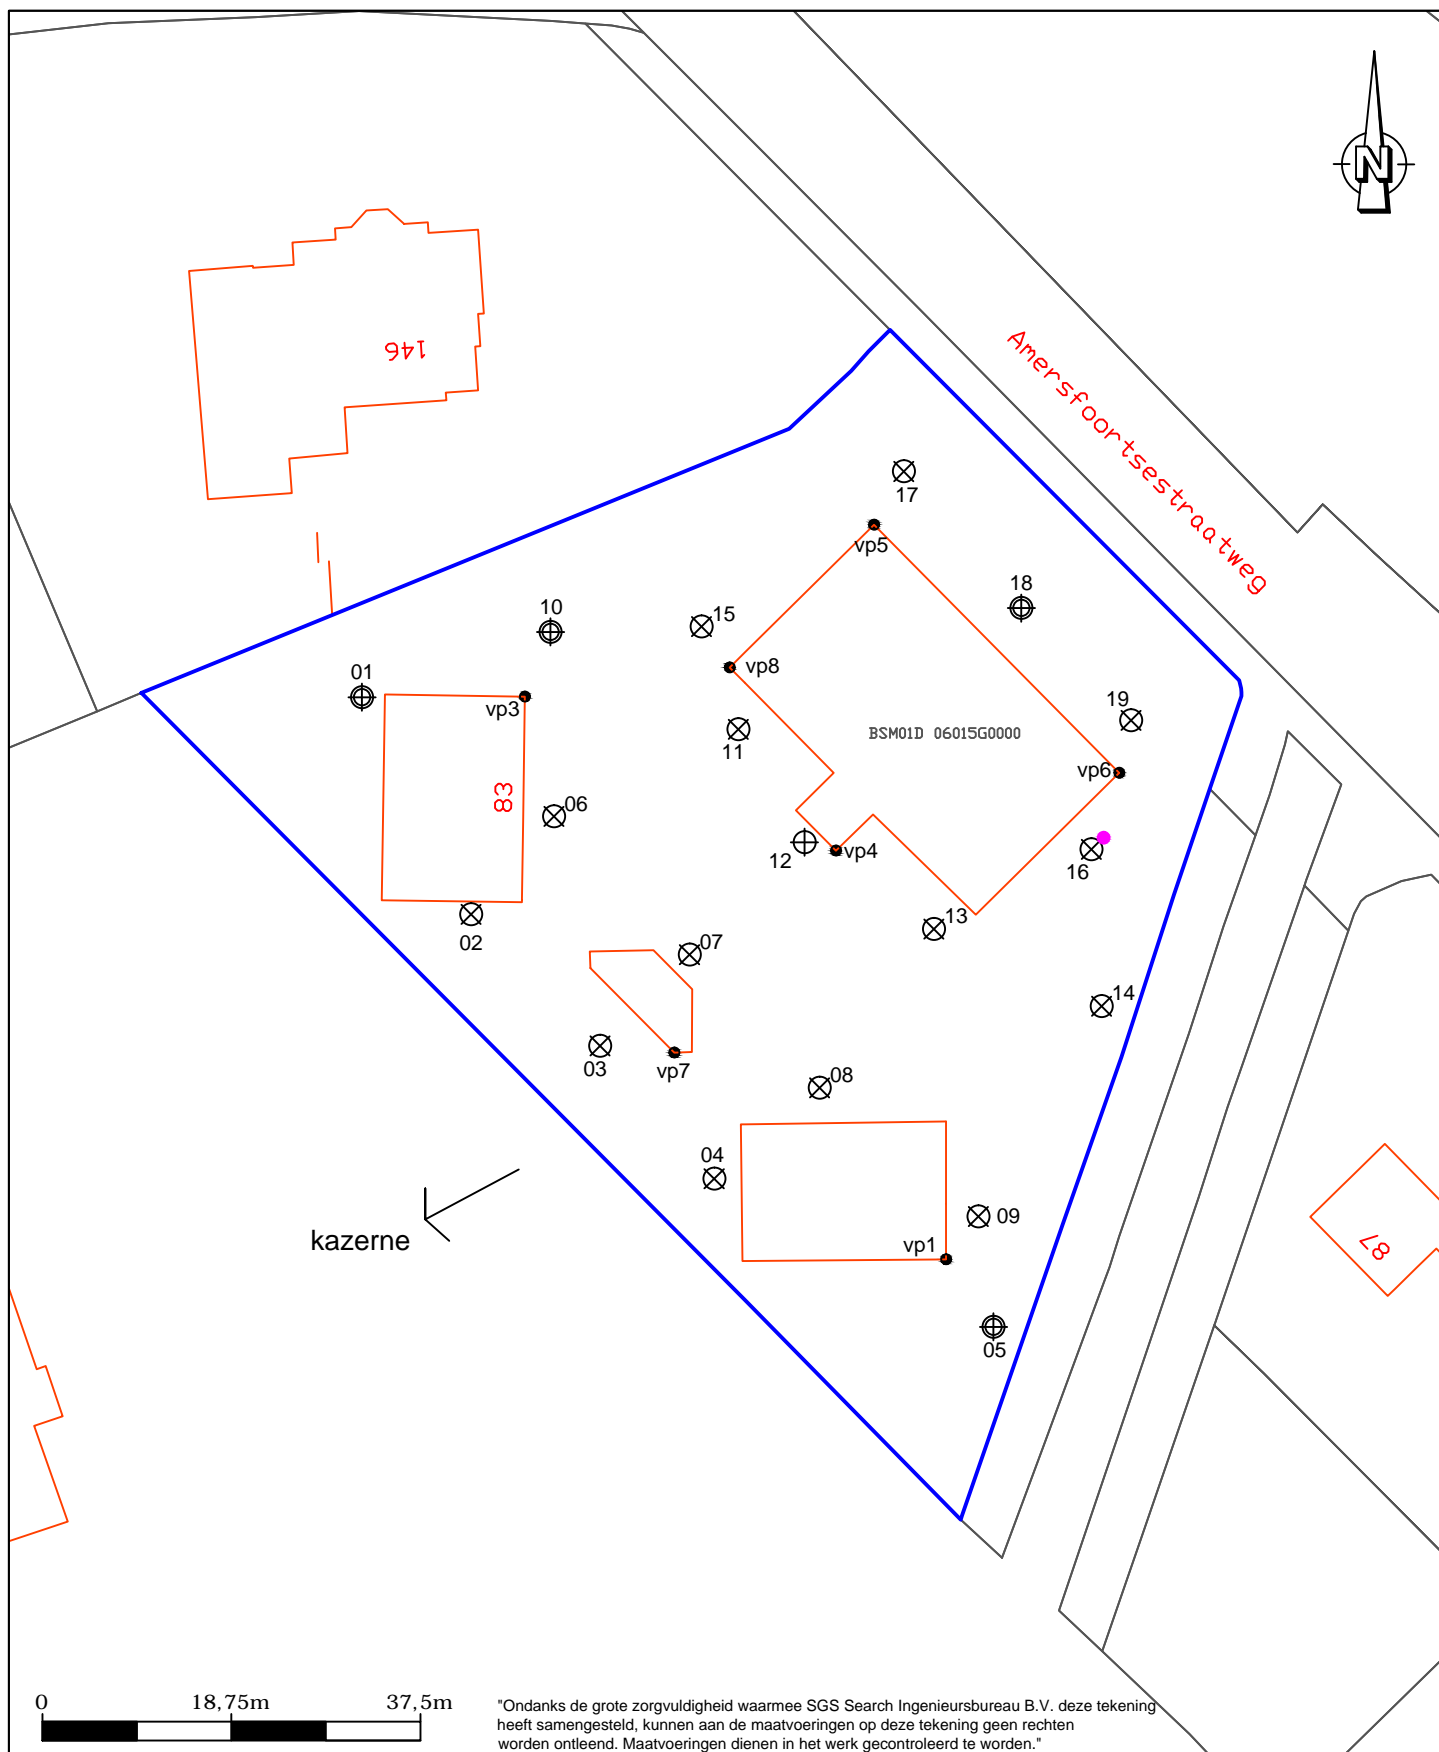 N
146
Amersfoortsestraatweg
17
vp5
18
10
15
01
vp8
vp3
19
BSM01D 06015G0000
11
vp6
83
06
12
vp4
16
13
02
07
14
03
vp7
08
04
09
kazerne
vp1
87
05
0 18,75m 37,5m
"Ondanks de grote zorgvuldigheid waarmee SGS Search Ingenieursbureau B.V. deze tekening
heeft samengesteld, kunnen aan de maatvoeringen op deze tekening geen rechten
worden ontleend. Maatvoeringen dienen in het werk gecontroleerd te worden."